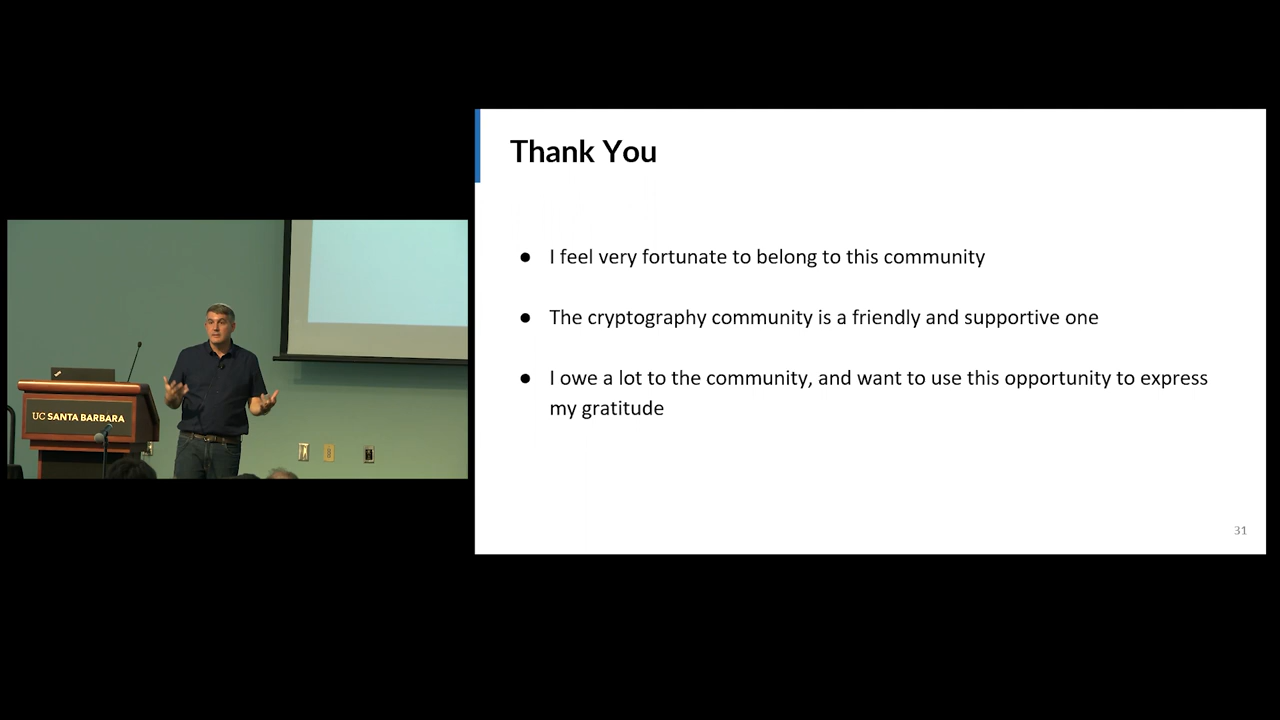 UC SANTA BARBARA
Thank You
● I feel very fortunate to belong to this community
● The cryptography community is a friendly and supportive one
● I owe a lot to the community, and want to use this opportunity to express
my gratitude
31